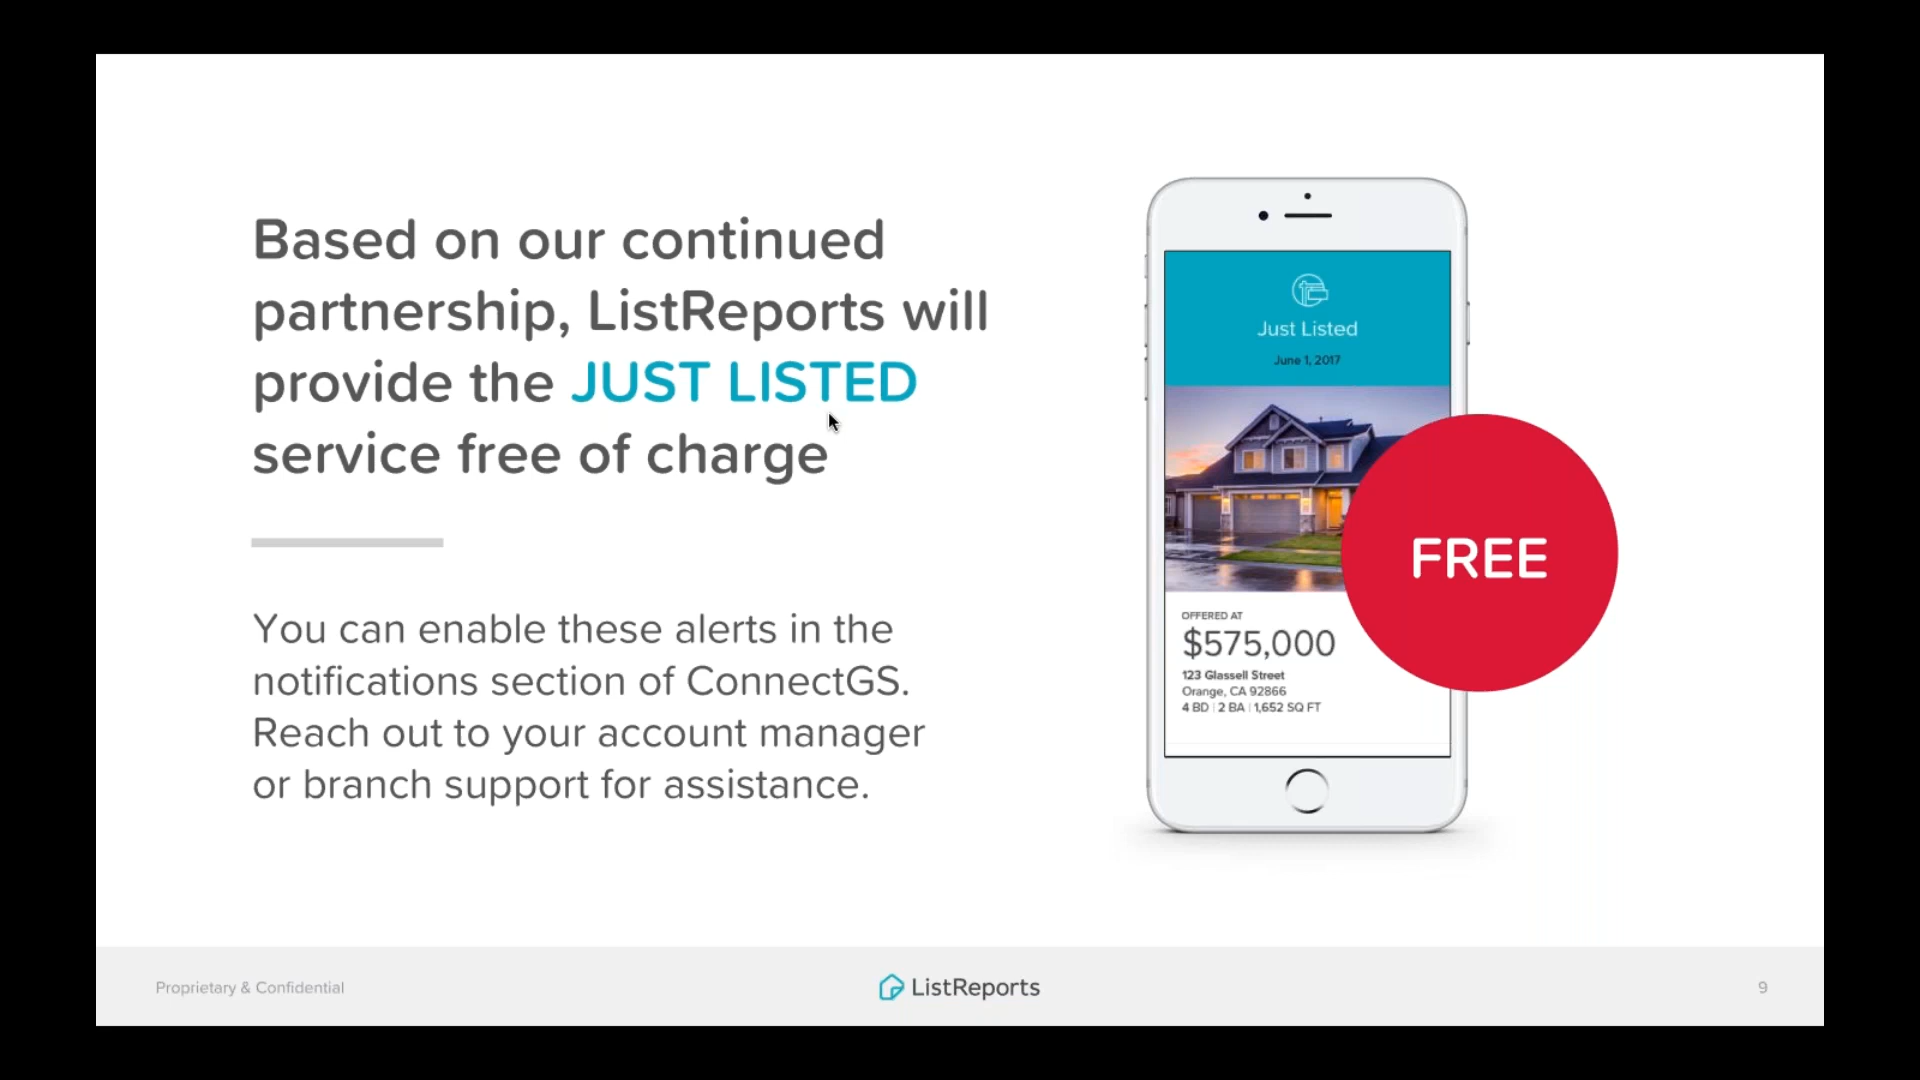 Based on our continued
partnership, ListReports will
provide the JUST LISTED
service free of charge
You can enable these alerts in the
notifications section of ConnectGS.
Reach out to your account manager
or branch support for assistance.
Just Listed
June 1, 2017
FREE
OFFERED AT
$575,000
123 Glassell Street
Orange, CA 92866
4 BD | 2 BA | 1,652 SQ FT
Proprietary & Confidential
ListReports
9